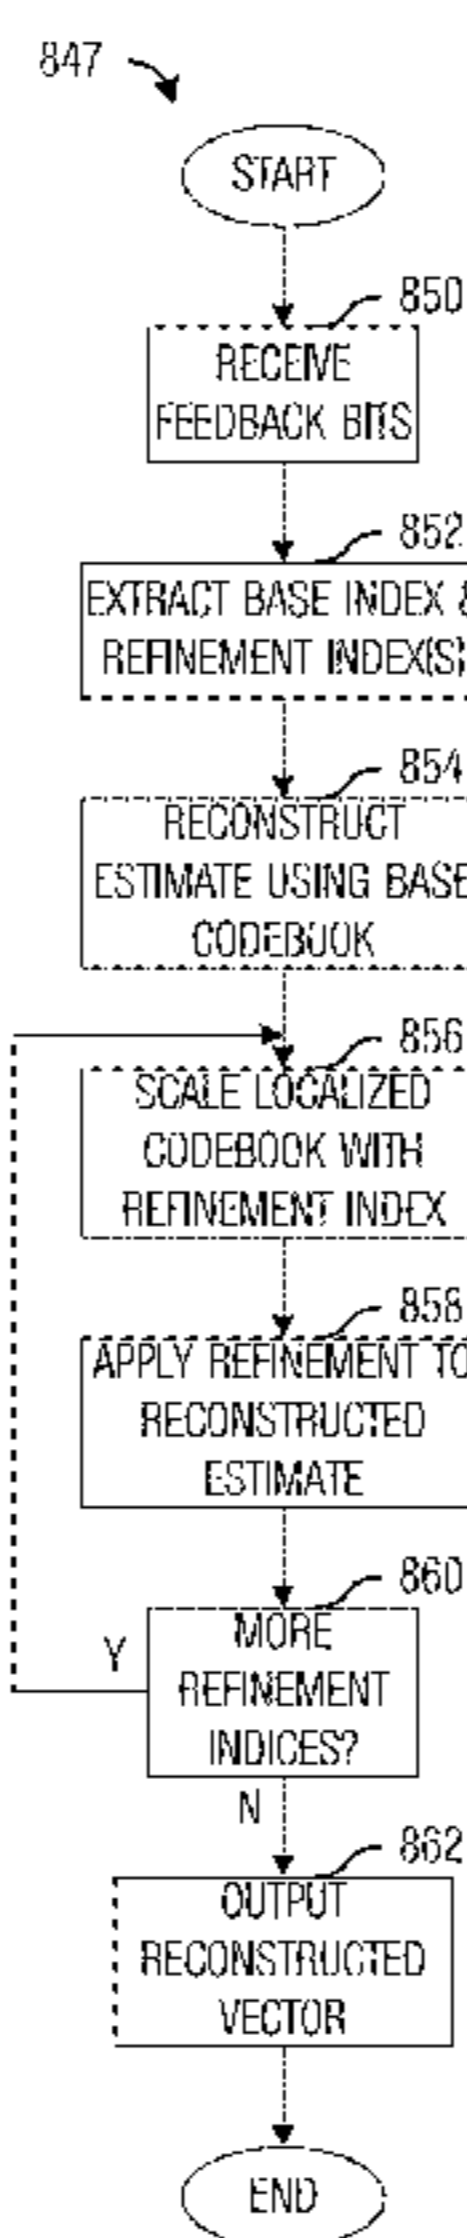 847
START
850
RECEIVE
FEEDBACK BITS
852
EXTRACT BASE INDEX &
REFINEMENT INDEX(S)
854
RECONSTRUCT
ESTIMATE USING BASE
CODEBOOK
856
SCALE LOCALIZED
CODEBOOK WITH
REFINEMENT INDEX
858
APPLY REFINEMENT TO
RECONSTRUCTED
ESTIMATE
860
MORE
REFINEMENT
INDICES?
Y
N
862
OUTPUT
RECONSTRUCTED
VECTOR
END